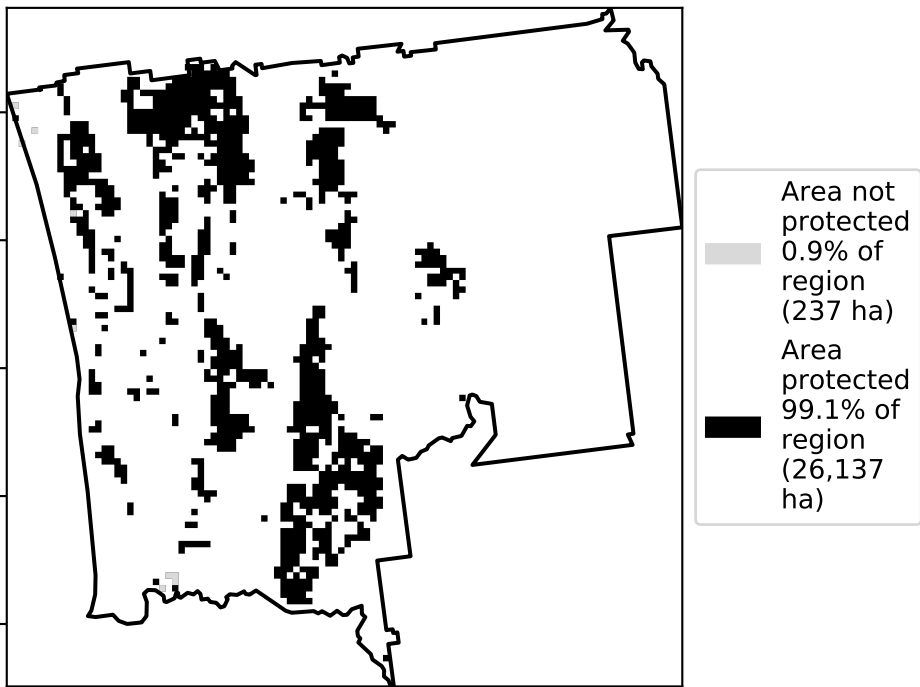 Area not
protected
0.9% of
region
(237 ha)
Area
protected
99.1% of
region
(26,137
ha)